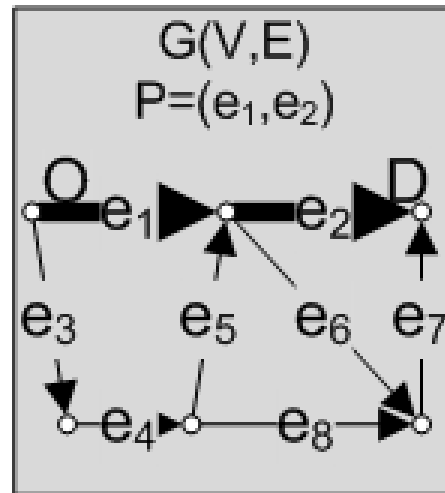 G(V,E)
P=(e₁,e₂)
O D
e₁ e₂
e₃ e₅ e₆ e₇
e₄ e₈